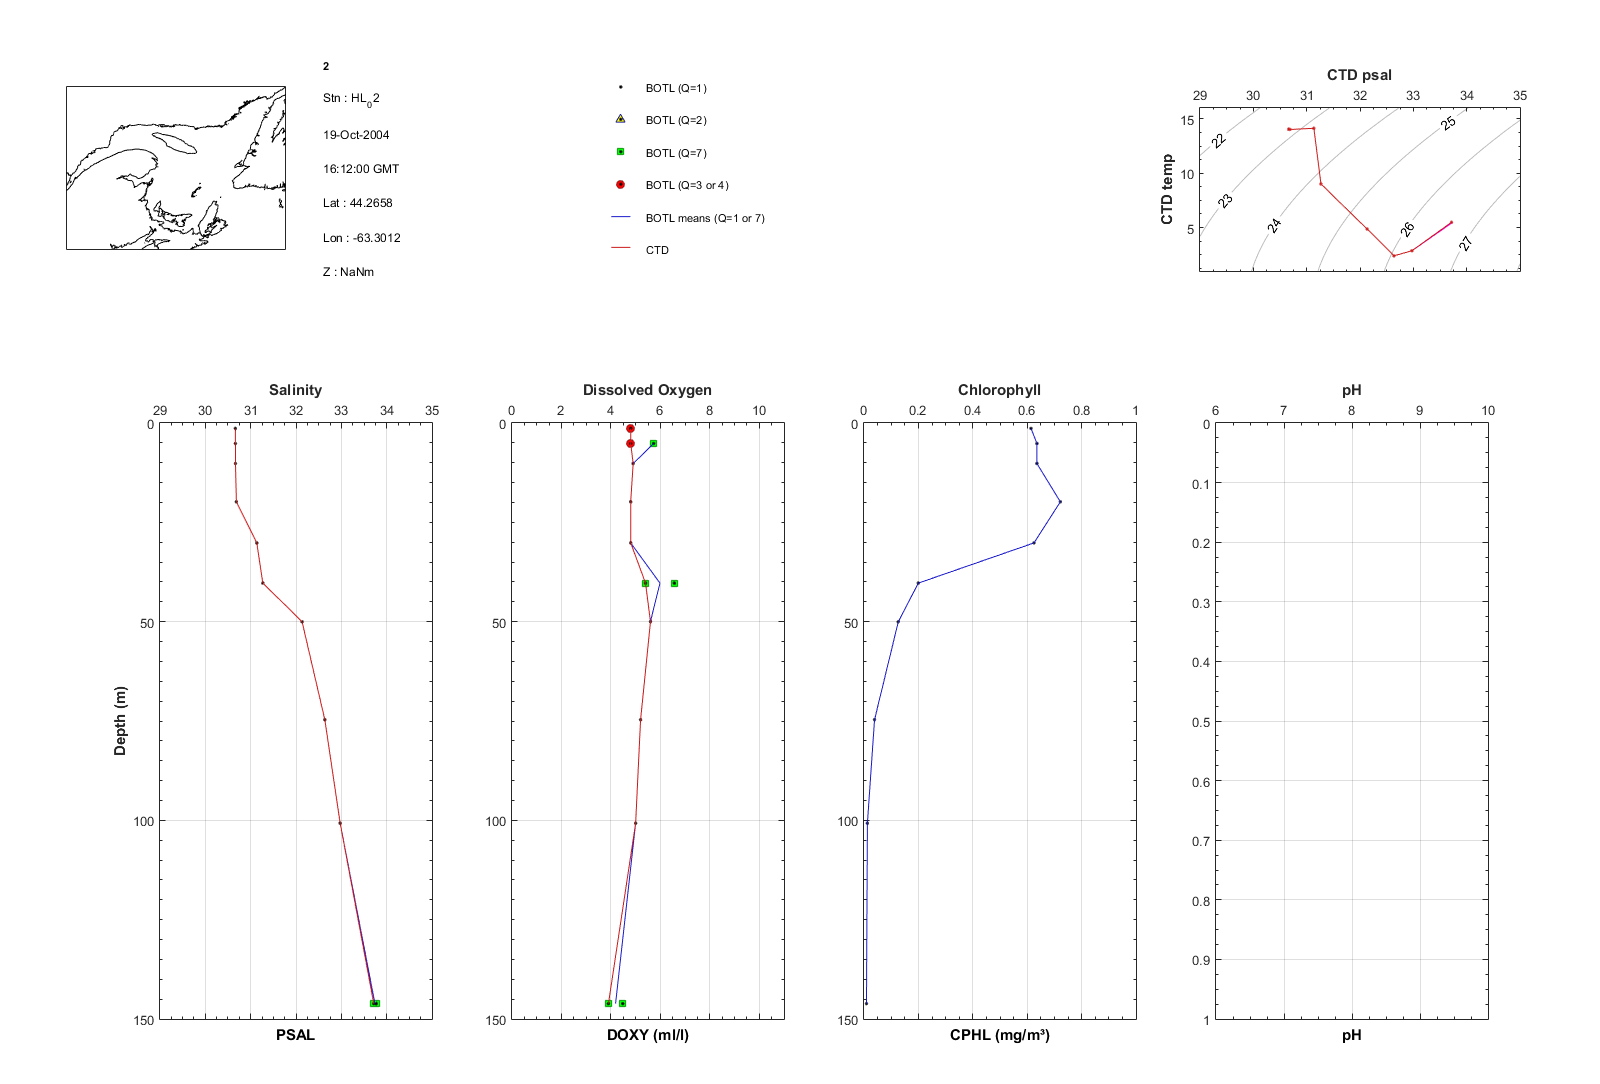 2
Stn : HL02
19-Oct-2004
16:12:00 GMT
Lat : 44.2658
Lon : -63.3012
Z : NaNm
BOTL (Q=1)
BOTL (Q=2)
BOTL (Q=7)
BOTL (Q=3 or 4)
BOTL means (Q=1 or 7)
CTD
CTD psal
29 30 31 32 33 34 35
CTD temp
15
10
5
22
23
24
25
26
27
Salinity
29 30 31 32 33 34 35
Depth (m)
0
50
100
150
PSAL
Dissolved Oxygen
0 2 4 6 8 10
0
50
100
150
DOXY (ml/l)
Chlorophyll
0 0.2 0.4 0.6 0.8 1
0
50
100
150
CPHL (mg/m³)
pH
6 7 8 9 10
0
0.1
0.2
0.3
0.4
0.5
0.6
0.7
0.8
0.9
1
pH